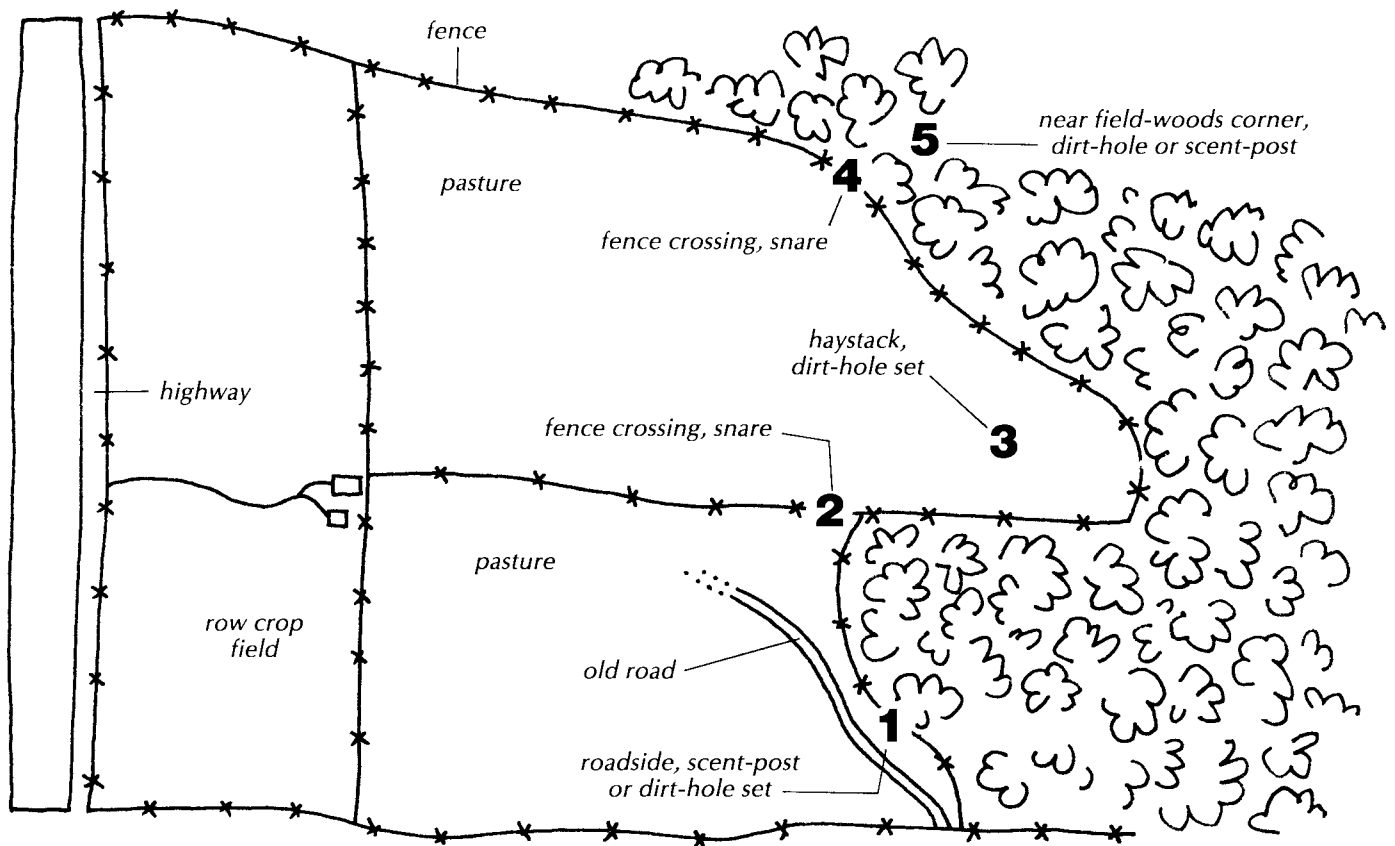 fence
5
near field-woods corner,
dirt-hole or scent-post
4
pasture
fence crossing, snare
haystack,
dirt-hole set
highway
3
fence crossing, snare
2
pasture
row crop
field
old road
1
roadside, scent-post
or dirt-hole set